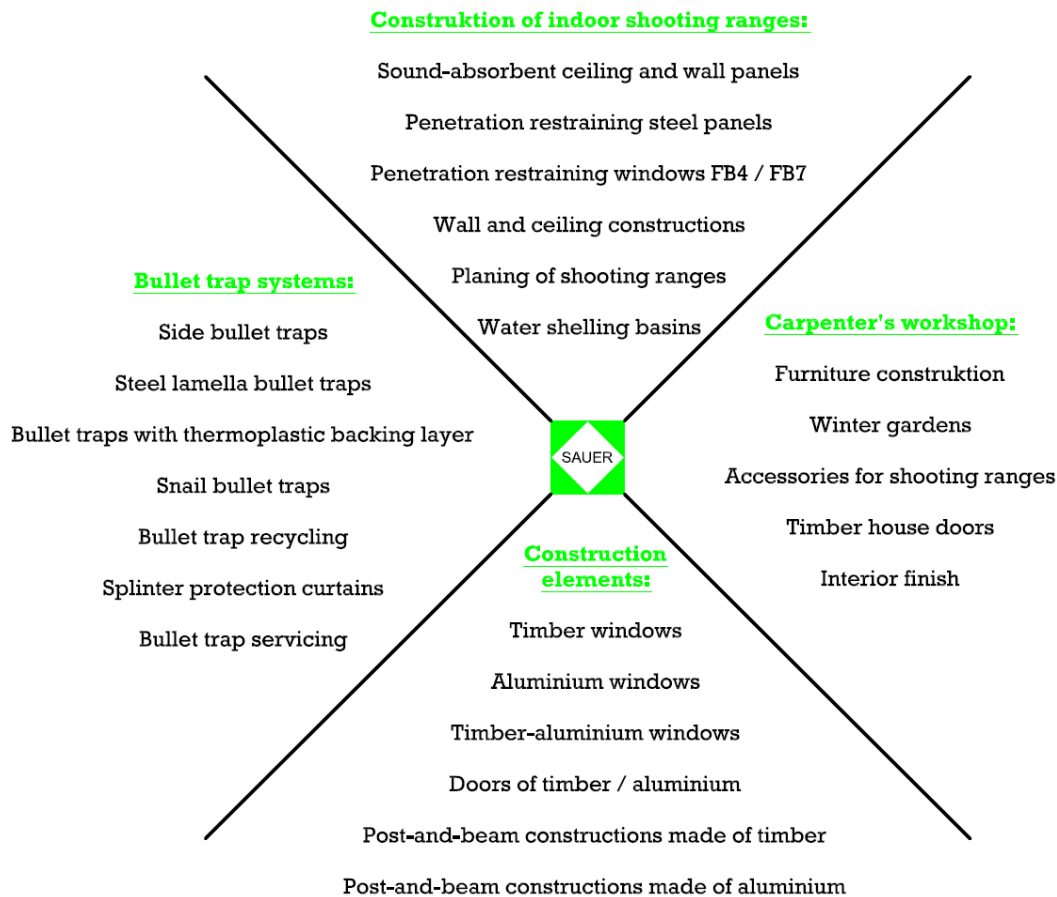 Construktion of indoor shooting ranges:
Sound-absorbent ceiling and wall panels
Penetration restraining steel panels
Penetration restraining windows FB4 / FB7
Wall and ceiling constructions
Planing of shooting ranges
Water shelling basins
Bullet trap systems:
Side bullet traps
Steel lamella bullet traps
Bullet traps with thermoplastic backing layer
Snail bullet traps
Bullet trap recycling
Splinter protection curtains
Bullet trap servicing
SAUER
Carpenter's workshop:
Furniture construktion
Winter gardens
Accessories for shooting ranges
Timber house doors
Interior finish
Construction
elements:
Timber windows
Aluminium windows
Timber-aluminium windows
Doors of timber / aluminium
Post-and-beam constructions made of timber
Post-and-beam constructions made of aluminium